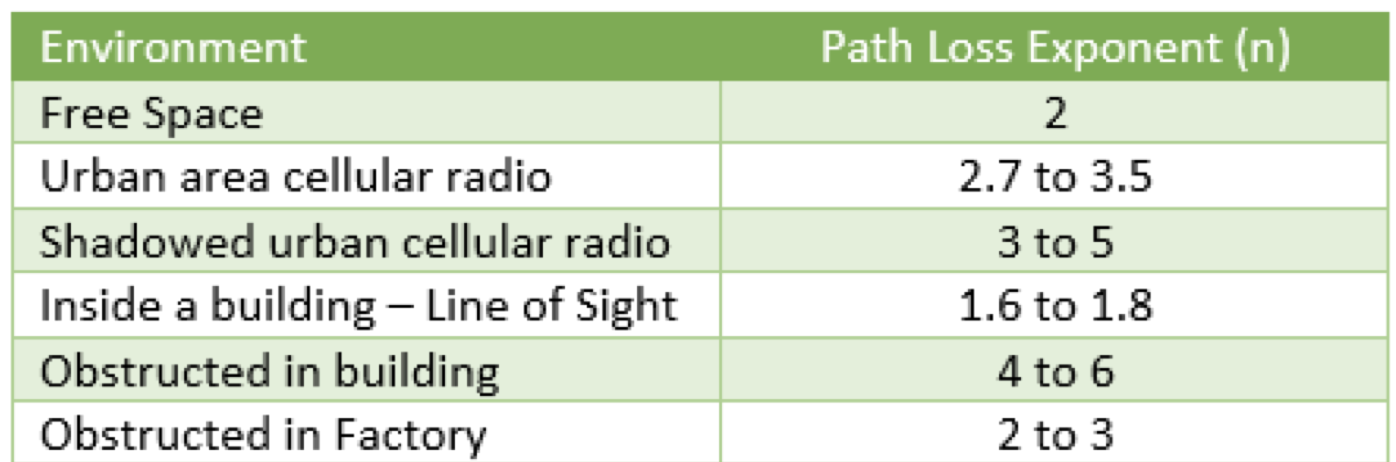 Environment Path Loss Exponent (n)
Free Space 2
Urban area cellular radio 2.7 to 3.5
Shadowed urban cellular radio 3 to 5
Inside a building – Line of Sight 1.6 to 1.8
Obstructed in building 4 to 6
Obstructed in Factory 2 to 3